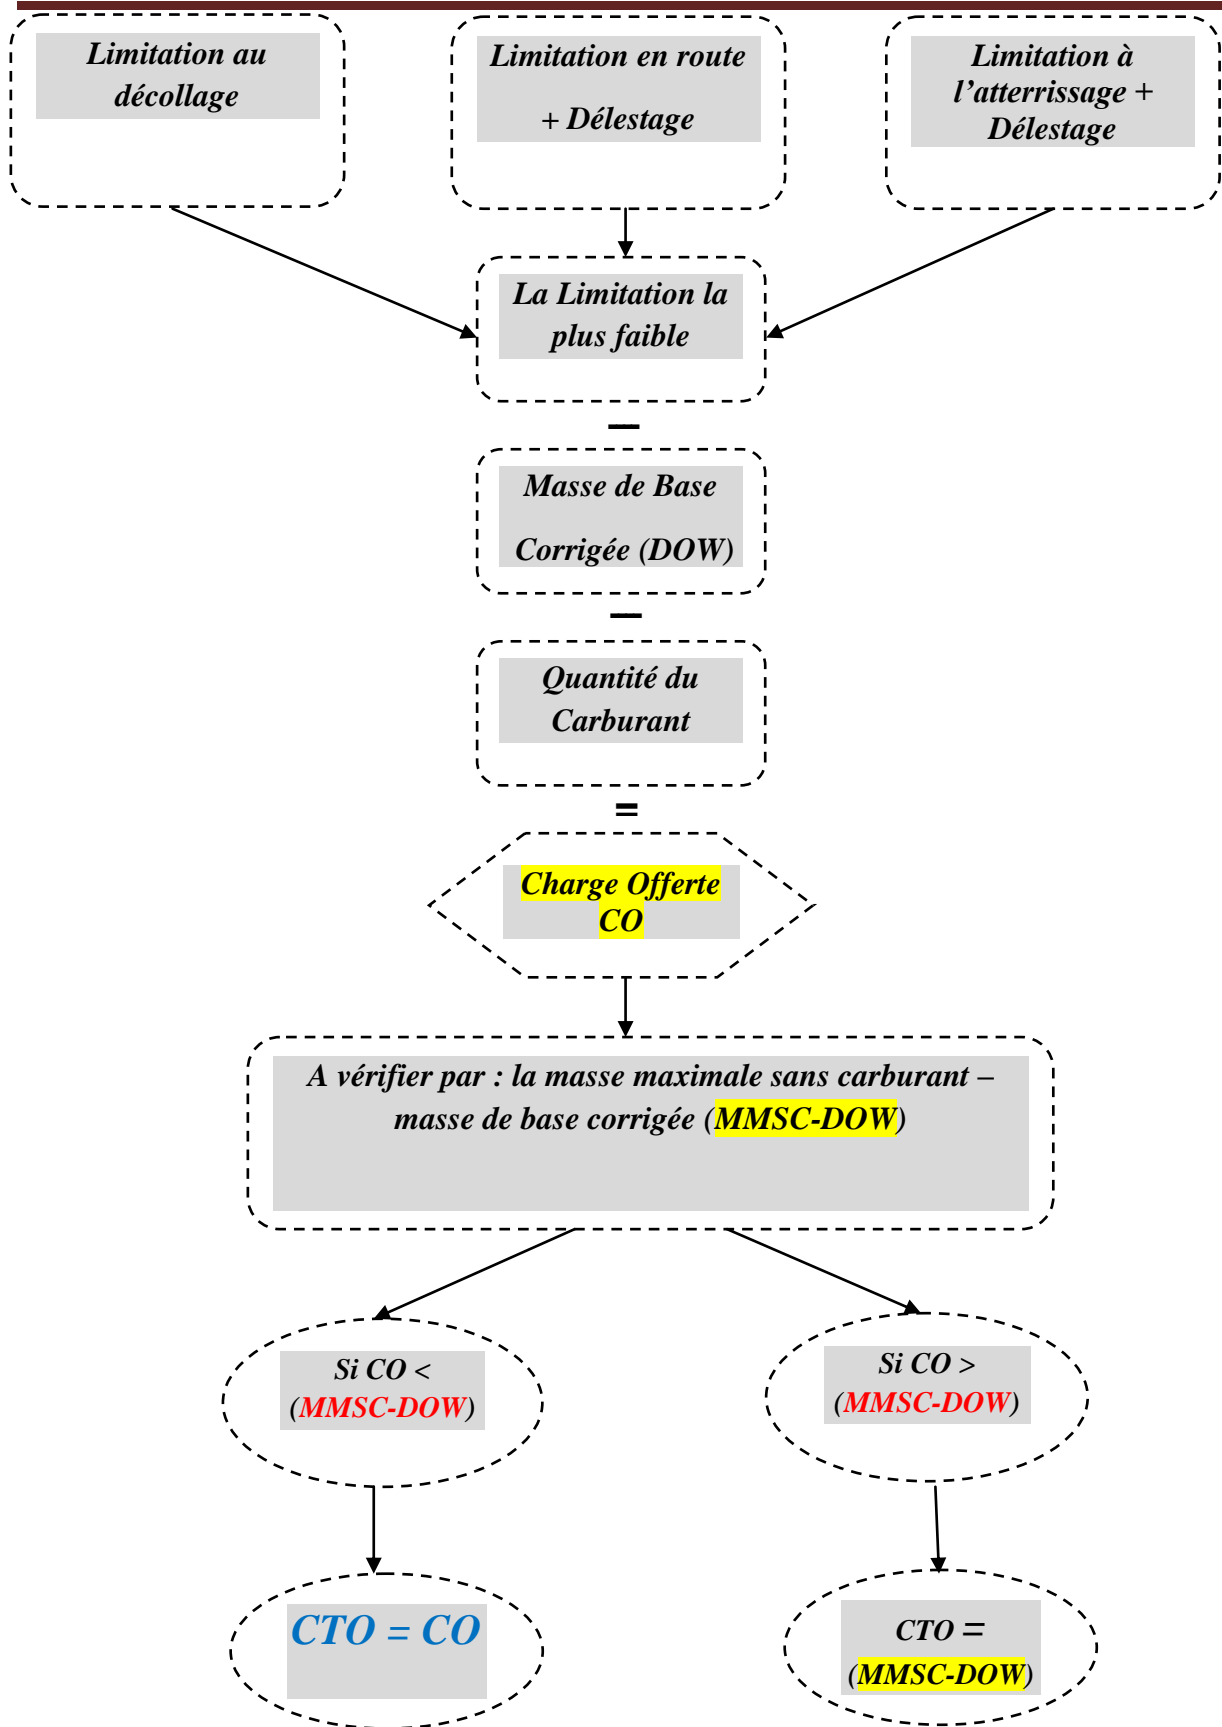 Limitation au
décollage
Limitation en route
+ Délestage
Limitation à
l’atterrissage +
Délestage
La Limitation la
plus faible
—
Masse de Base
Corrigée (DOW)
—
Quantité du
Carburant
=
Charge Offerte
CO
A vérifier par : la masse maximale sans carburant –
masse de base corrigée (MMSC-DOW)
Si CO <
(MMSC-DOW)
Si CO >
(MMSC-DOW)
CTO = CO
CTO =
(MMSC-DOW)